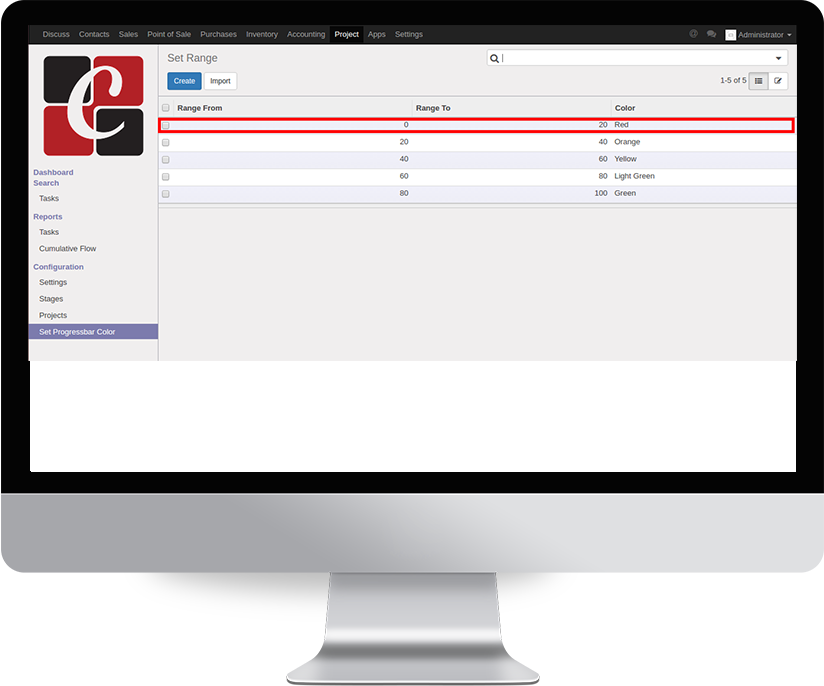 Discuss Contacts Sales Point of Sale Purchases Inventory Accounting Project Apps Settings Administrator
Set Range
Create Import
1-5 of 5
C
Dashboard
Search
Tasks
Reports
Tasks
Cumulative Flow
Configuration
Settings
Stages
Projects
Set Progressbar Color
Range From Range To Color
0 20 Red
20 40 Orange
40 60 Yellow
60 80 Light Green
80 100 Green